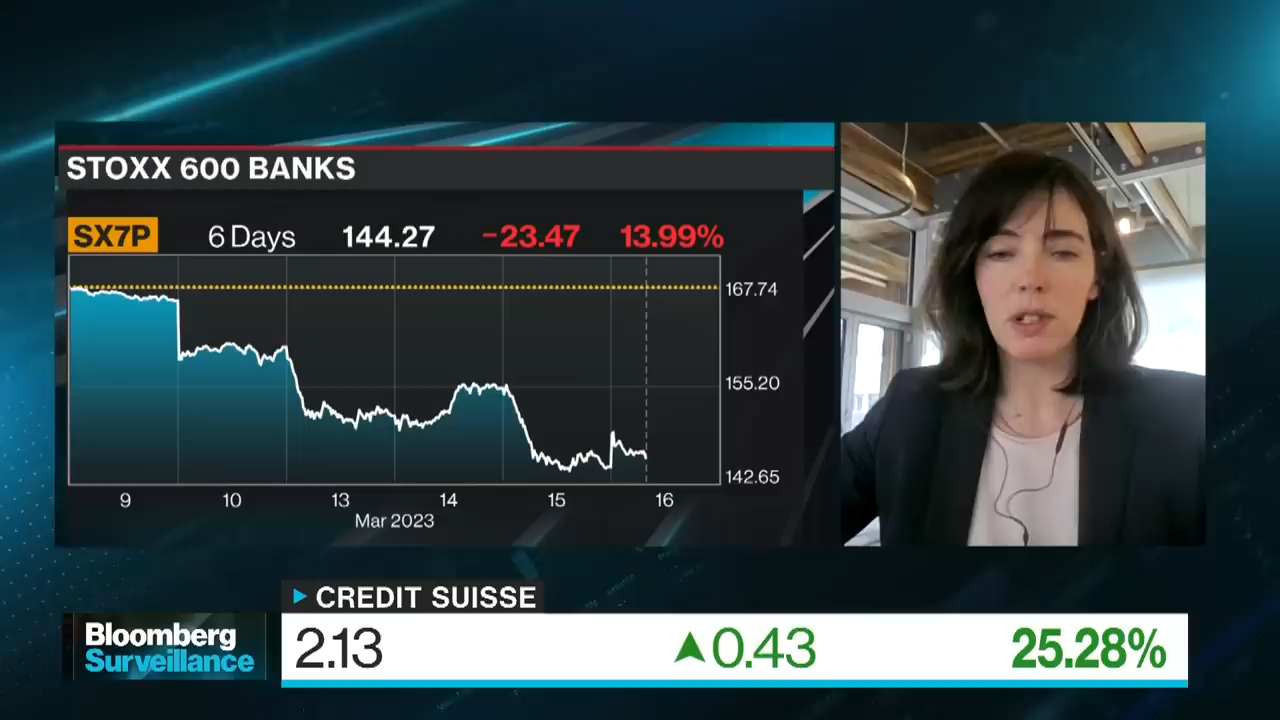 STOXX 600 BANKS
SX7P 6 Days 144.27 -23.47 13.99%
167.74
155.20
142.65
9 10 13 14 15 16
Mar 2023
CREDIT SUISSE
Bloomberg
Surveillance
2.13 ▲0.43 25.28%